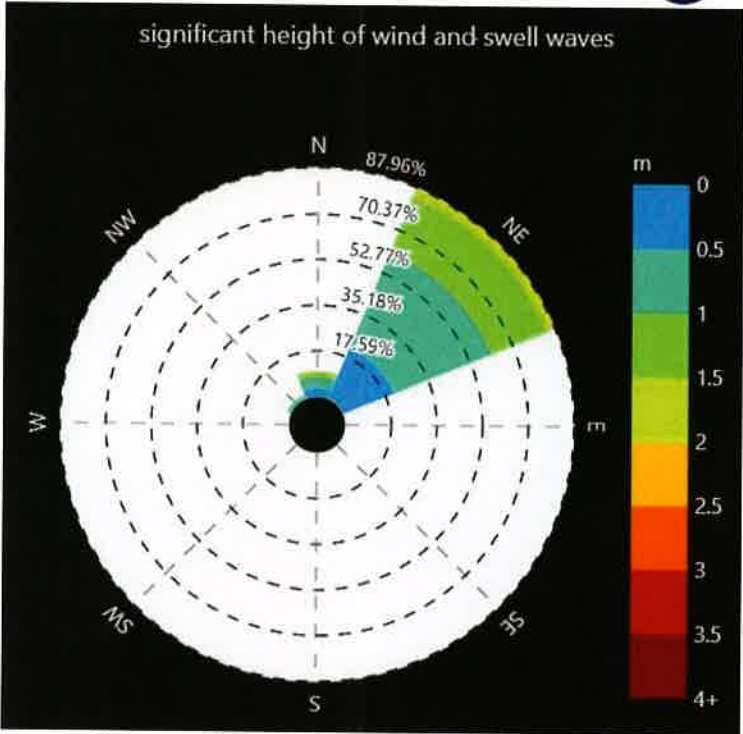 significant height of wind and swell waves
N
87.96%
m
0
70.37%
NW
NE
0.5
52.77%
35.18%
1
17.59%
1.5
W
E
2
2.5
3
SW
SE
3.5
S
4+